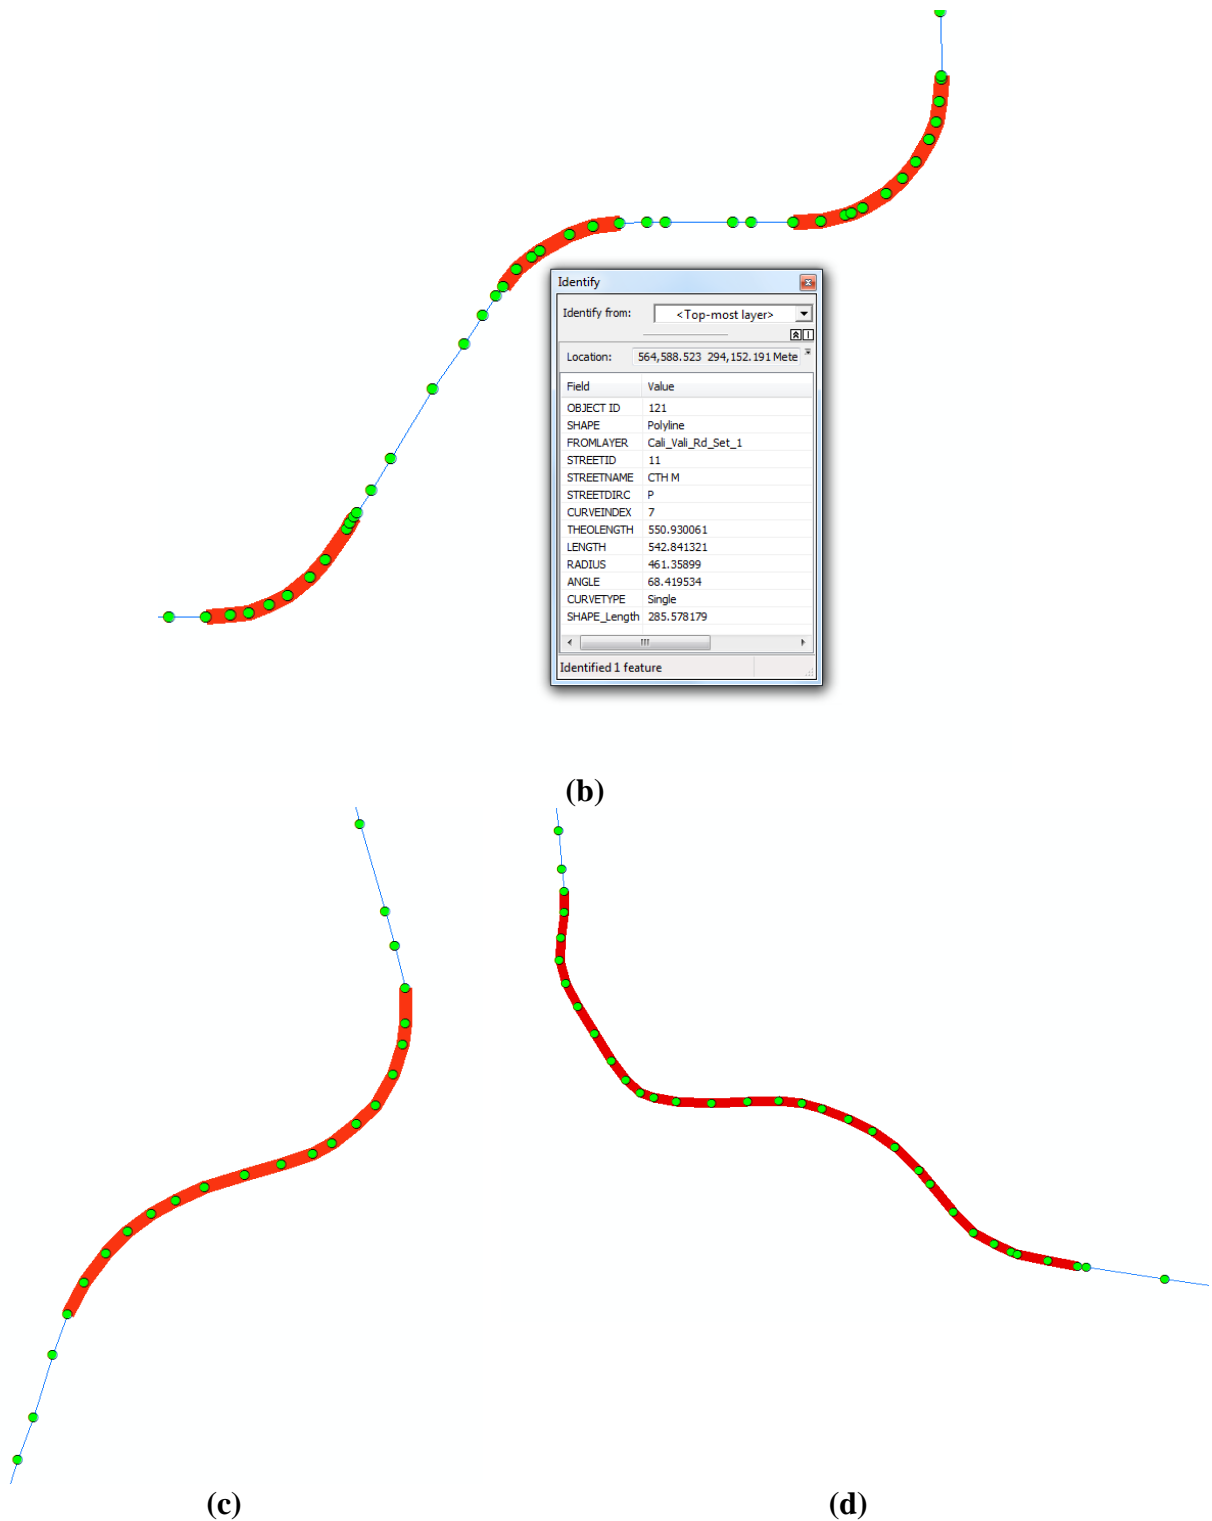 Identify
Identify from: <Top-most layer>
Location: 564,588.523 294,152.191 Mete
Field Value
OBJECT ID 121
SHAPE Polyline
FROMLAYER Cali_Vali_Rd_Set_1
STREETID 11
STREETNAME CTH M
STREETDIRC P
CURVEINDEX 7
THEOLENGTH 550.930061
LENGTH 542.841321
RADIUS 461.35899
ANGLE 68.419534
CURVETYPE Single
SHAPE_Length 285.578179
Identified 1 feature
(b)
(c) (d)